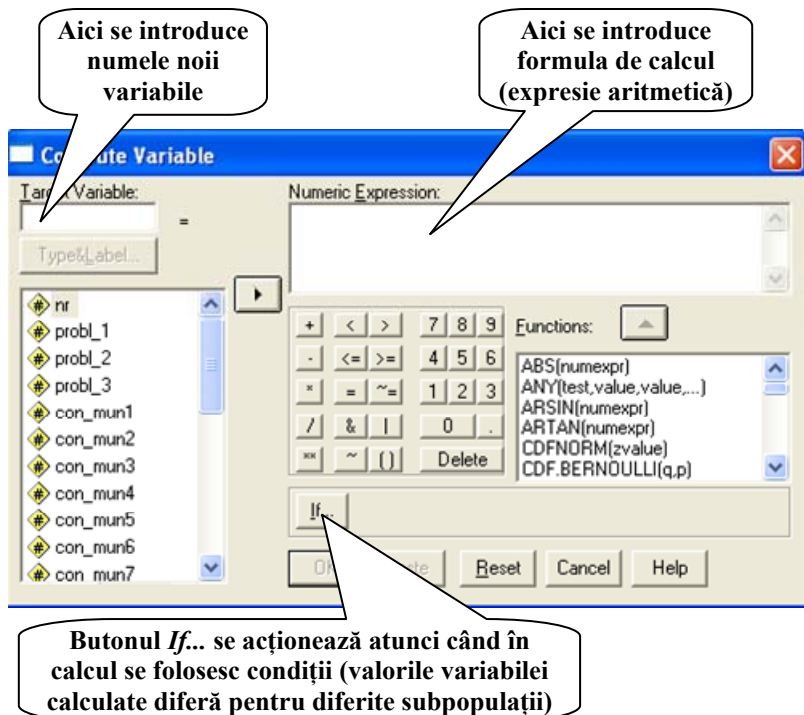 Aici se introduce
numele noii
variabile
Aici se introduce
formula de calcul
(expresie aritmetică)
Variable
Variable:
=
Type&Label...
nr
probl_1
probl_2
probl_3
con_mun1
con_mun2
con_mun3
con_mun4
con_mun5
con_mun6
con_mun7
Numeric Expression:
+ < > 7 8 9
- <= >= 4 5 6
* = ~= 1 2 3
/ & | 0 .
** ~ () Delete
Functions:
ABS(numexpr)
ANY(test,value,value,...)
ARSIN(numexpr)
ARTAN(numexpr)
CDFNORM(zvalue)
CDF.BERNOULLI(q,p)
If...
Reset Cancel Help
Butonul If... se acționează atunci când în
calcul se folosesc condiții (valorile variabilei
calculate diferă pentru diferite subpopulații)